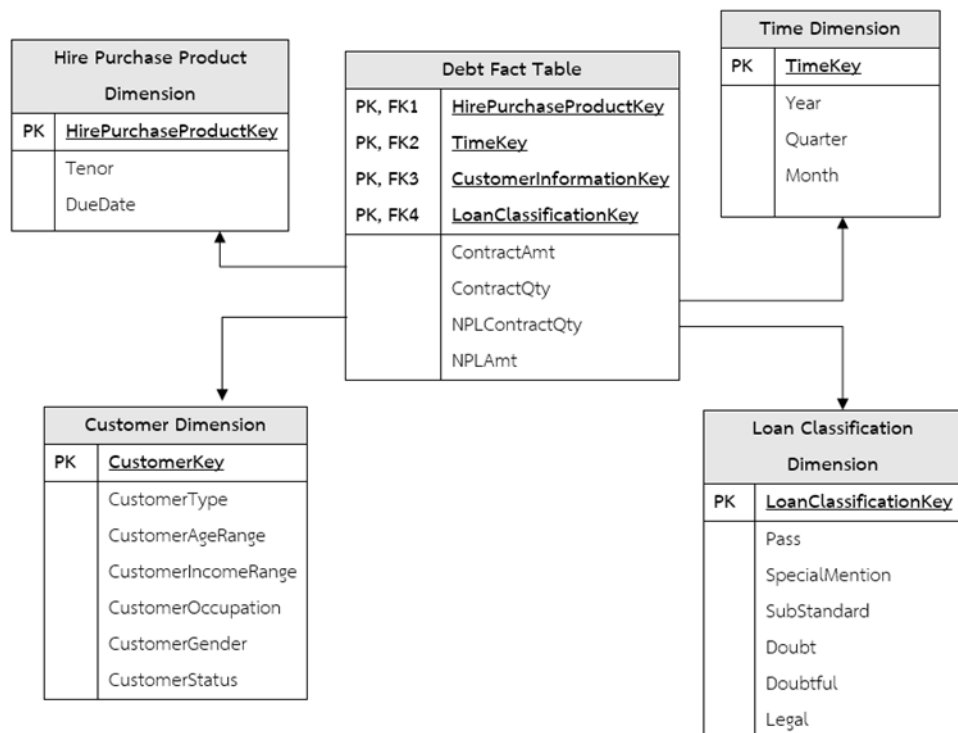 Hire Purchase Product
Dimension
PK HirePurchaseProductKey
Tenor
DueDate
Debt Fact Table
PK, FK1 HirePurchaseProductKey
PK, FK2 TimeKey
PK, FK3 CustomerInformationKey
PK, FK4 LoanClassificationKey
ContractAmt
ContractQty
NPLContractQty
NPLAmt
Time Dimension
PK TimeKey
Year
Quarter
Month
Customer Dimension
PK CustomerKey
CustomerType
CustomerAgeRange
CustomerIncomeRange
CustomerOccupation
CustomerGender
CustomerStatus
Loan Classification
Dimension
PK LoanClassificationKey
Pass
SpecialMention
SubStandard
Doubt
Doubtful
Legal